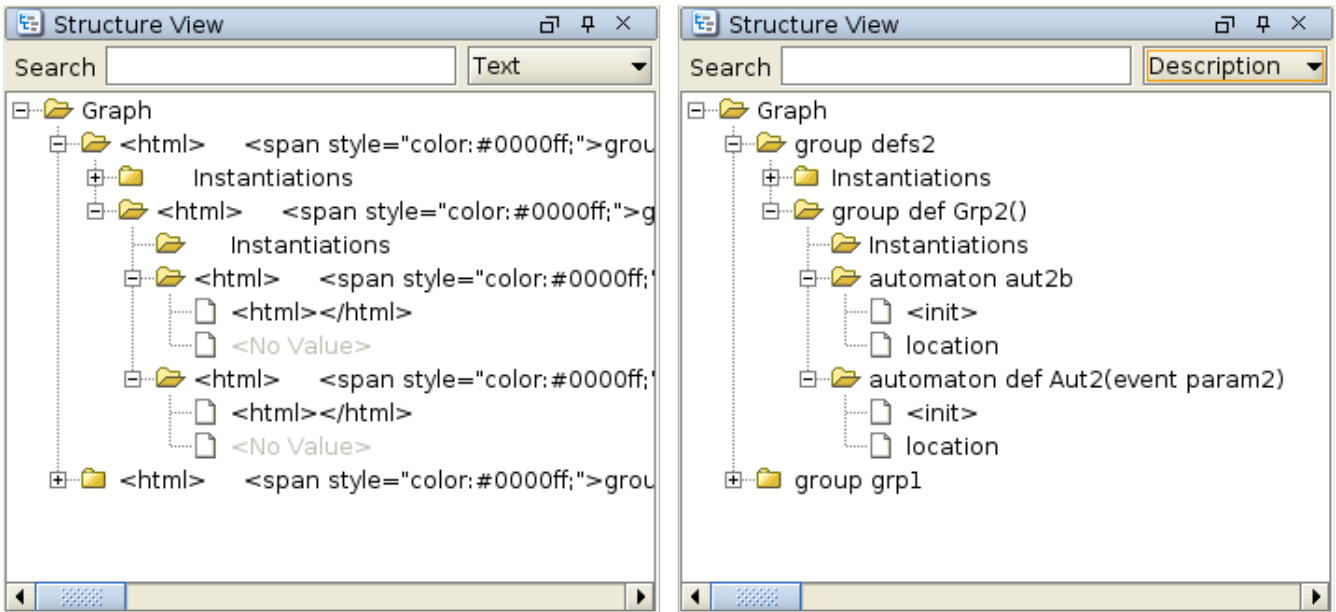 Structure View
Search
Text
Graph
<html>    <span style="color:#0000ff;">grou
Instantiations
<html>    <span style="color:#0000ff;">g
Instantiations
<html>    <span style="color:#0000ff;"
<html></html>
<No Value>
<html>    <span style="color:#0000ff;"
<html></html>
<No Value>
<html>    <span style="color:#0000ff;">grou
Structure View
Search
Description
Graph
group defs2
Instantiations
group def Grp2()
Instantiations
automaton aut2b
<init>
location
automaton def Aut2(event param2)
<init>
location
group grp1